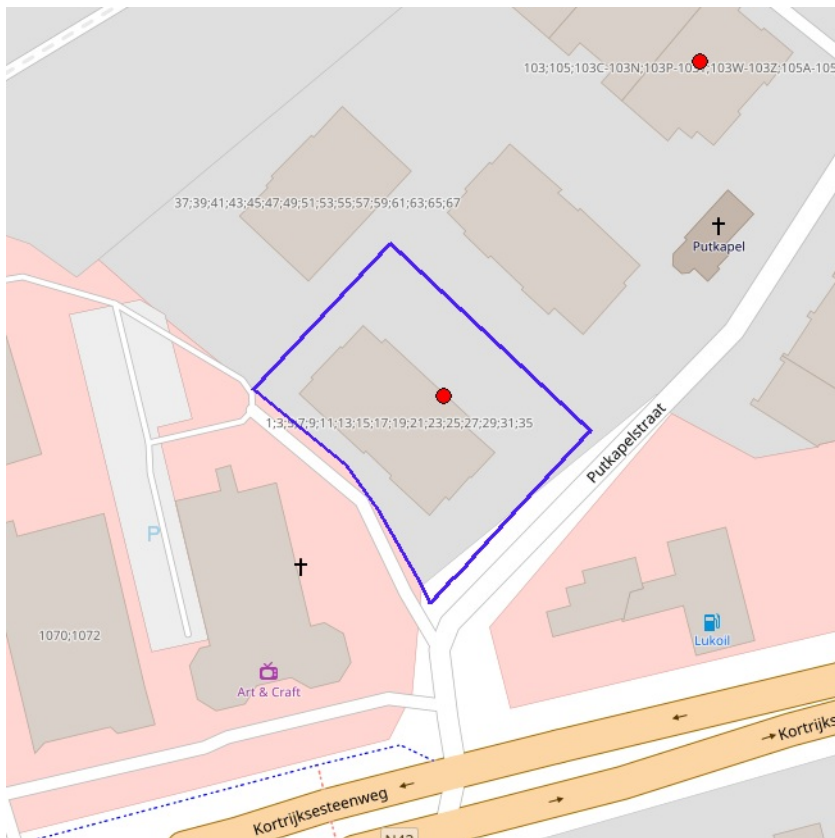 103;105;103C-103N;103P-103T;103W-103Z;105A-105
37;39;41;43;45;47;49;51;53;55;57;59;61;63;65;67
Putkapel
1;3;5;7;9;11;13;15;17;19;21;23;25;27;29;31;35
Putkapelstraat
P
1070;1072
Lukoil
Art & Craft
Kortrijks
Kortrijksesteenweg
N43